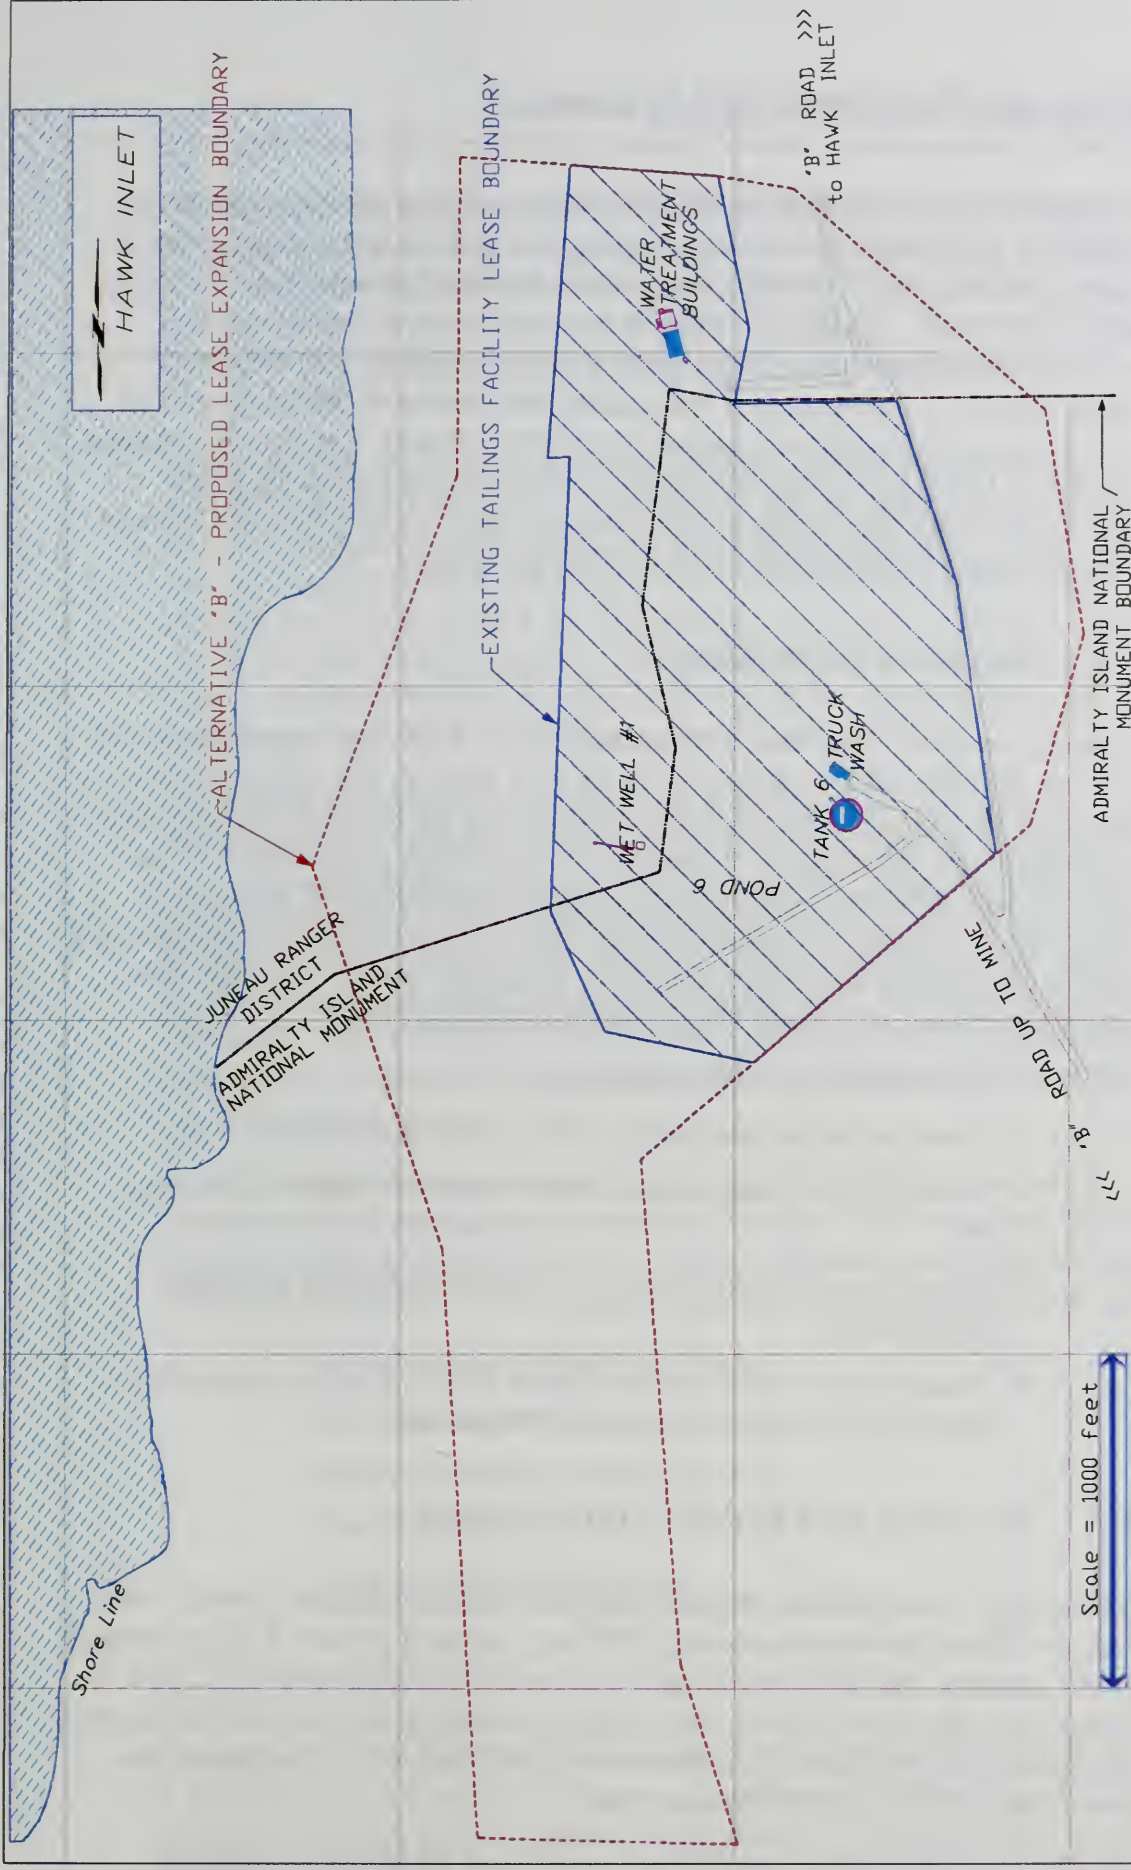 HAWK INLET
ALTERNATIVE "B" - PROPOSED LEASE EXPANSION BOUNDARY
EXISTING TAILINGS FACILITY LEASE BOUNDARY
"B" ROAD >>>
to HAWK INLET
WATER
TREATMENT
BUILDINGS
WET WELL #1
POND 6
TANK 6
TRUCK
WASH
JUNEAU RANGER
DISTRICT
ADMIRALTY ISLAND
NATIONAL MONUMENT
ADMIRALTY ISLAND NATIONAL
MONUMENT BOUNDARY
<<< "B" ROAD UP TO MINE
Shore Line
Scale = 1000 feet